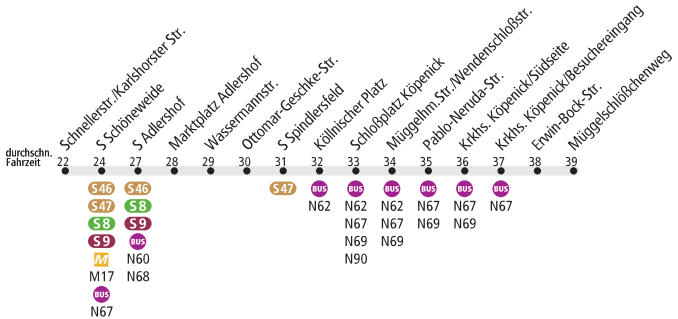 Schnellerstr./Karlshorster Str.
S Schöneweide
S Adlershof
Marktplatz Adlershof
Wassermannstr.
Ottomar-Geschke-Str.
S Spindlersfeld
Köllnischer Platz
Schloßplatz Köpenick
Müggelhm.Str./Wendenschloßstr.
Pablo-Neruda-Str.
Krkhs. Köpenick/Südseite
Krkhs. Köpenick/Besuchereingang
Erwin-Bock-Str.
Müggelschlößchenweg
durchschn.
Fahrzeit 22 24 27 28 29 30 31 32 33 34 35 36 37 38 39
S46 S46 S47 BUS BUS BUS BUS BUS BUS
S47 S8 N62 N62 N62 N67 N67 N67
S8 S9 N67 N67 N69 N69
S9 BUS N69 N69
M N60 N90
M17 N68
BUS
N67